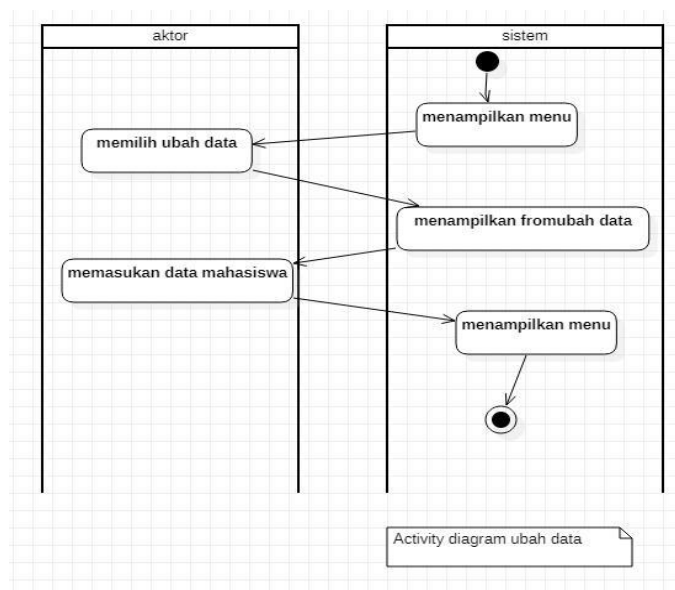 aktor
sistem
menampilkan menu
memilih ubah data
menampilkan fromubah data
memasukan data mahasiswa
menampilkan menu
Activity diagram ubah data